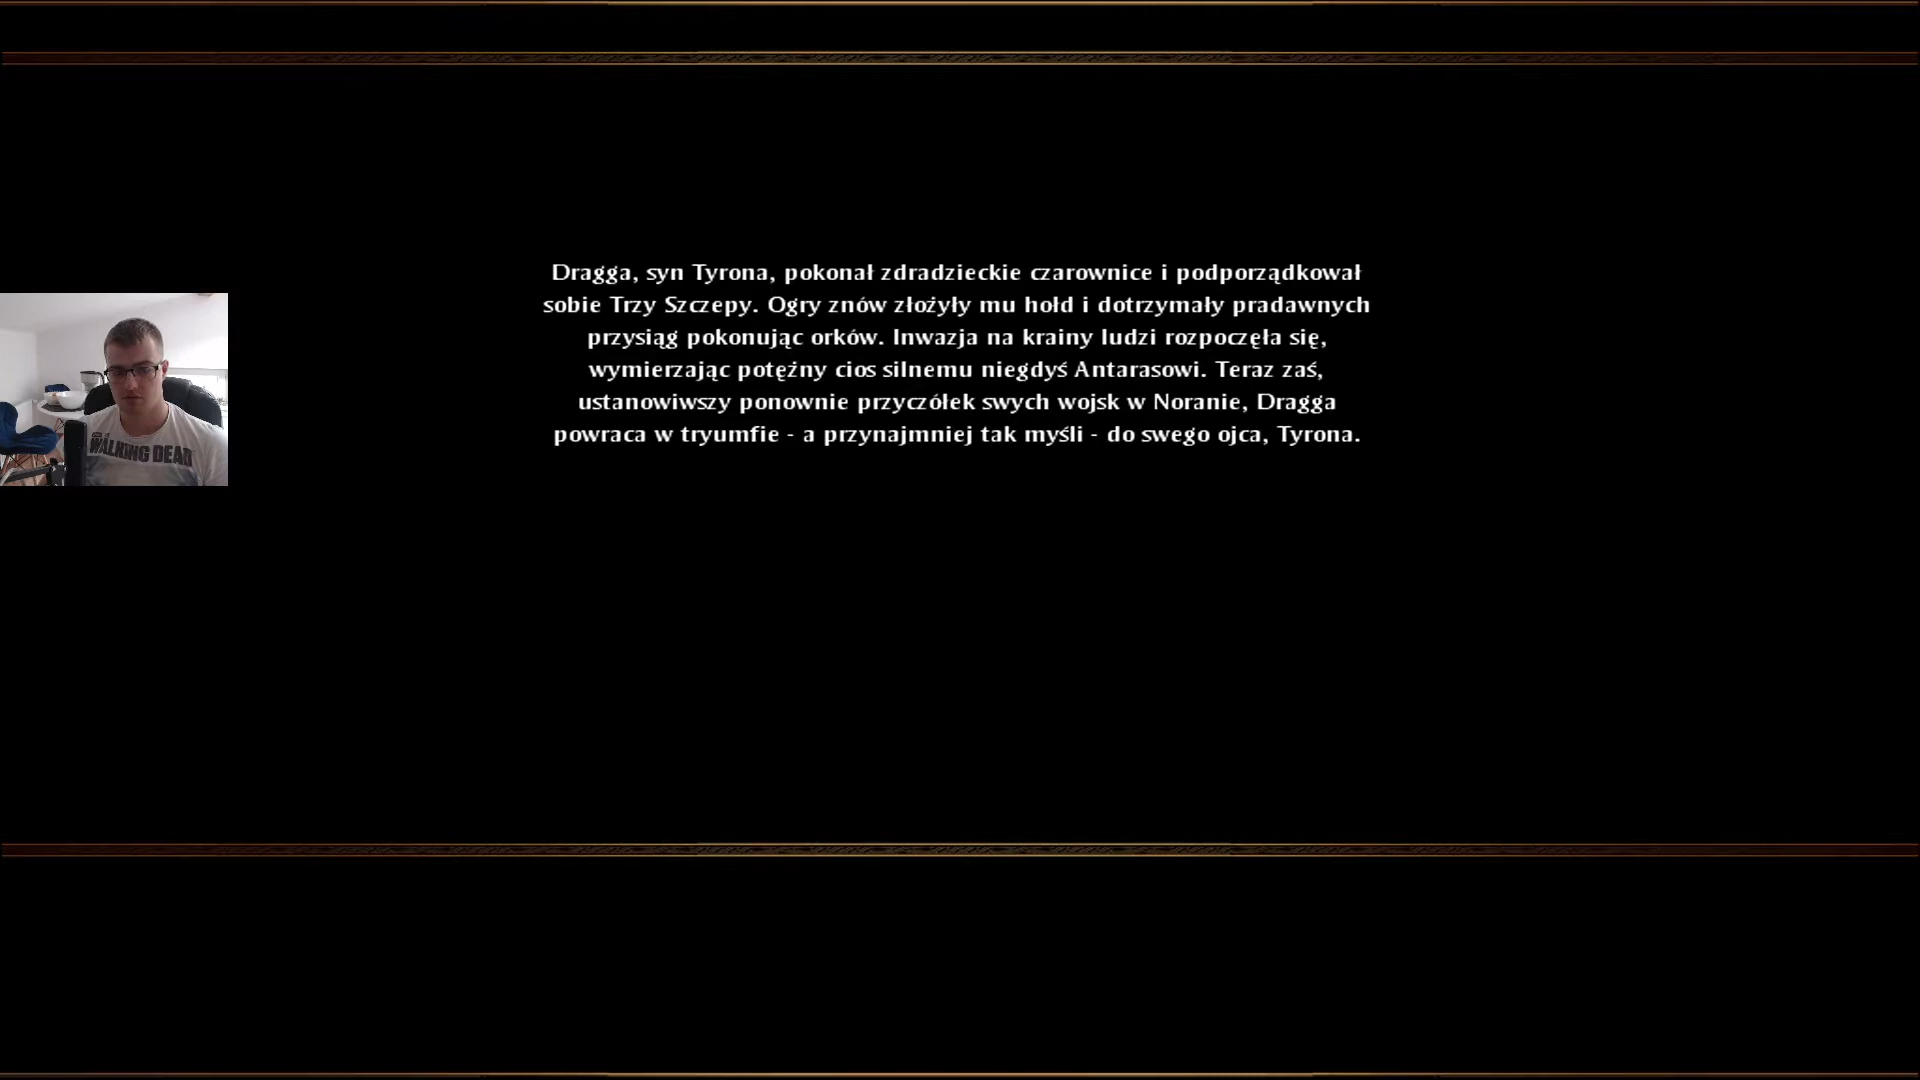 Dragga, syn Tyrona, pokonał zdradzieckie czarownice i podporządkował
sobie Trzy Szczepy. Ogry znów złożyły mu hołd i dotrzymały pradawnych
przysiąg pokonując orków. Inwazja na krainy ludzi rozpoczęła się,
wymierzając potężny cios silnemu niegdyś Antarasowi. Teraz zaś,
ustanowiwszy ponownie przyczółek swych wojsk w Noranie, Dragga
powraca w tryumfie - a przynajmniej tak myśli - do swego ojca, Tyrona.
WALKING DEAD